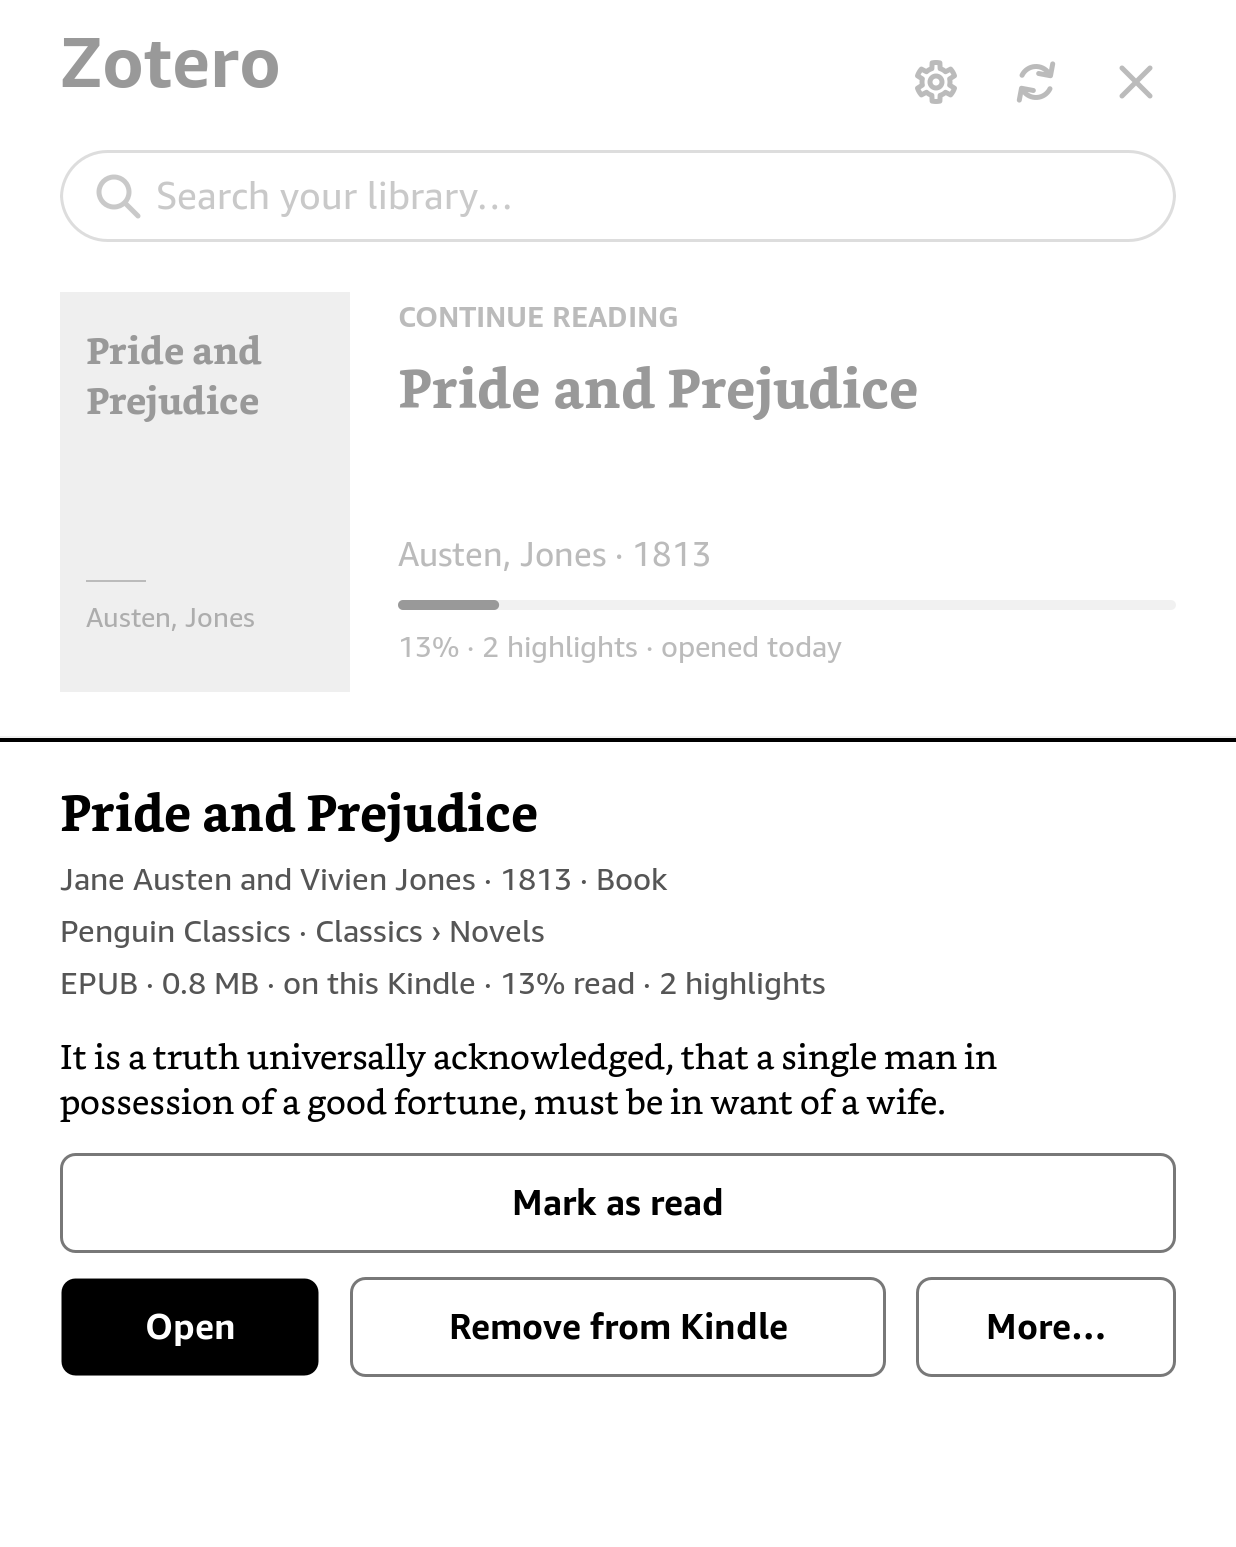 Zotero
Search your library…
Pride and
Prejudice
Austen, Jones
CONTINUE READING
Pride and Prejudice
Austen, Jones · 1813
13% · 2 highlights · opened today
Pride and Prejudice
Jane Austen and Vivien Jones · 1813 · Book
Penguin Classics · Classics › Novels
EPUB · 0.8 MB · on this Kindle · 13% read · 2 highlights
It is a truth universally acknowledged, that a single man in
possession of a good fortune, must be in want of a wife.
Mark as read
Open
Remove from Kindle
More…